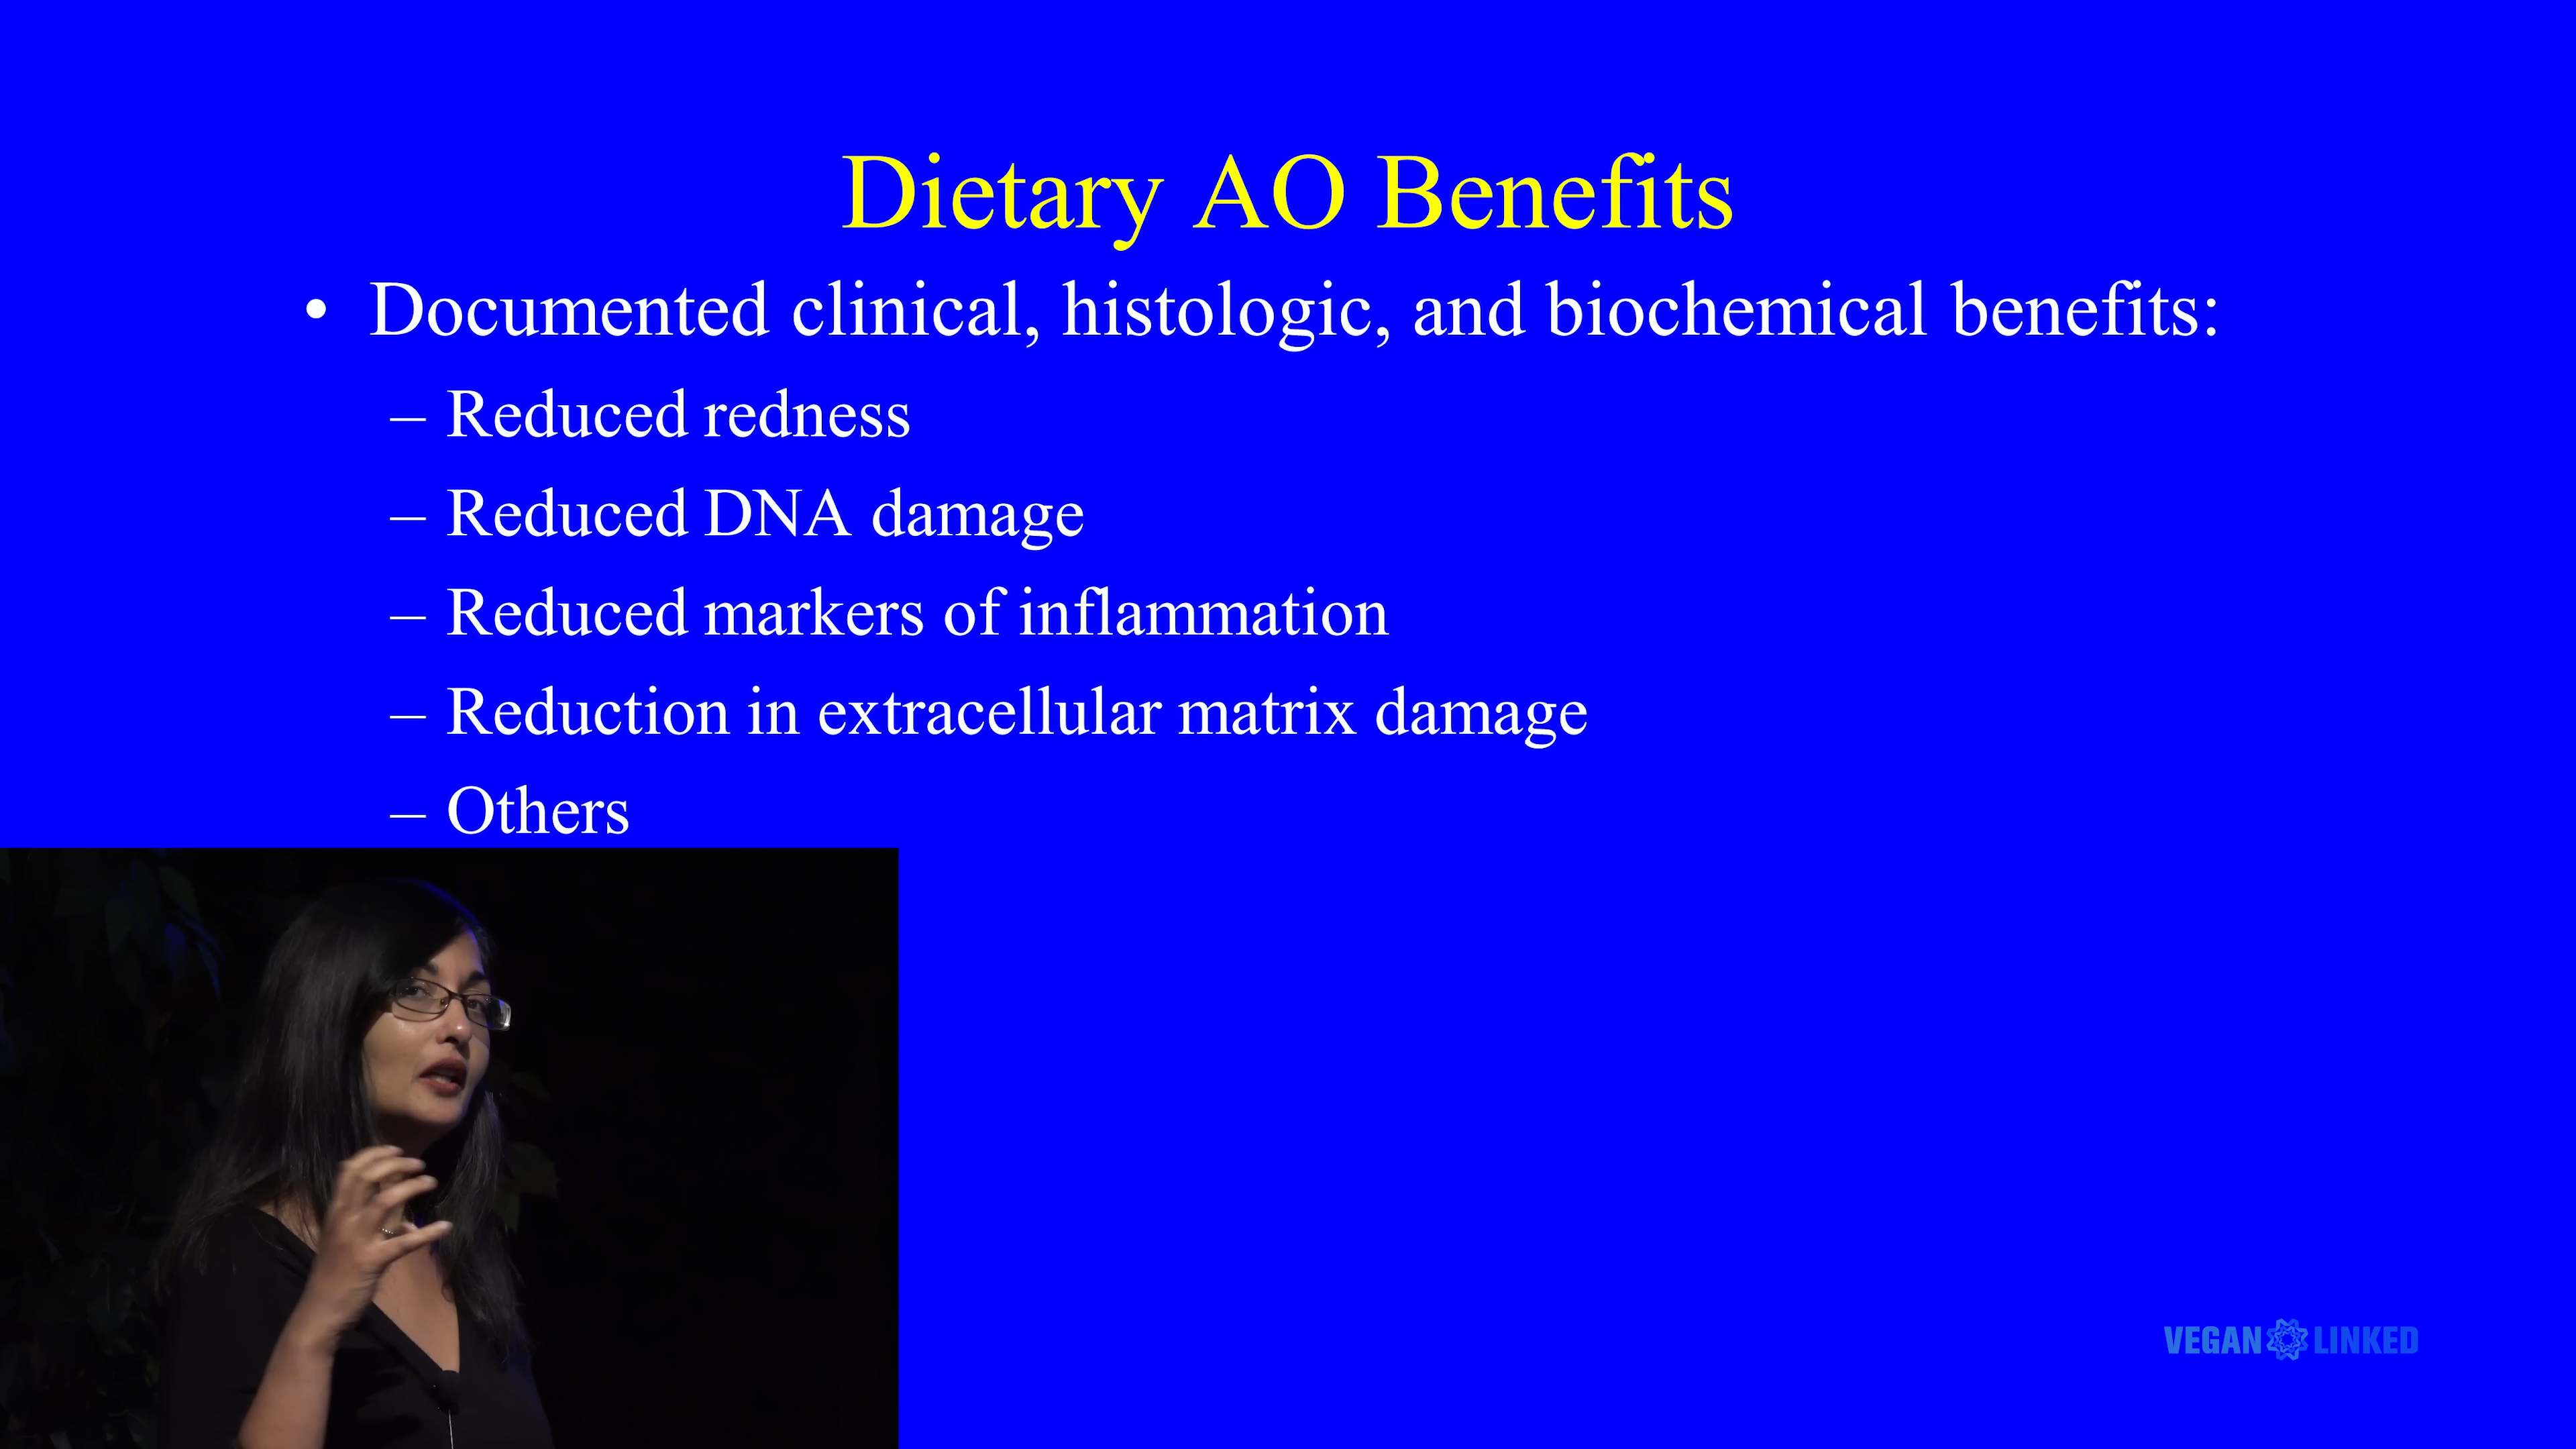 Dietary AO Benefits
• Documented clinical, histologic, and biochemical benefits:
– Reduced redness
– Reduced DNA damage
– Reduced markers of inflammation
– Reduction in extracellular matrix damage
– Others
VEGAN LINKED